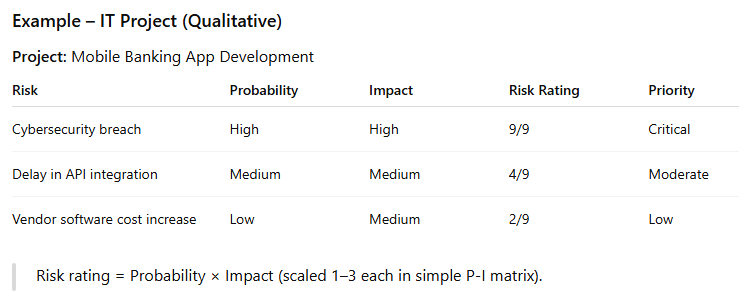 Example – IT Project (Qualitative)
Project: Mobile Banking App Development
Risk Probability Impact Risk Rating Priority
Cybersecurity breach High High 9/9 Critical
Delay in API integration Medium Medium 4/9 Moderate
Vendor software cost increase Low Medium 2/9 Low
Risk rating = Probability × Impact (scaled 1–3 each in simple P-I matrix).